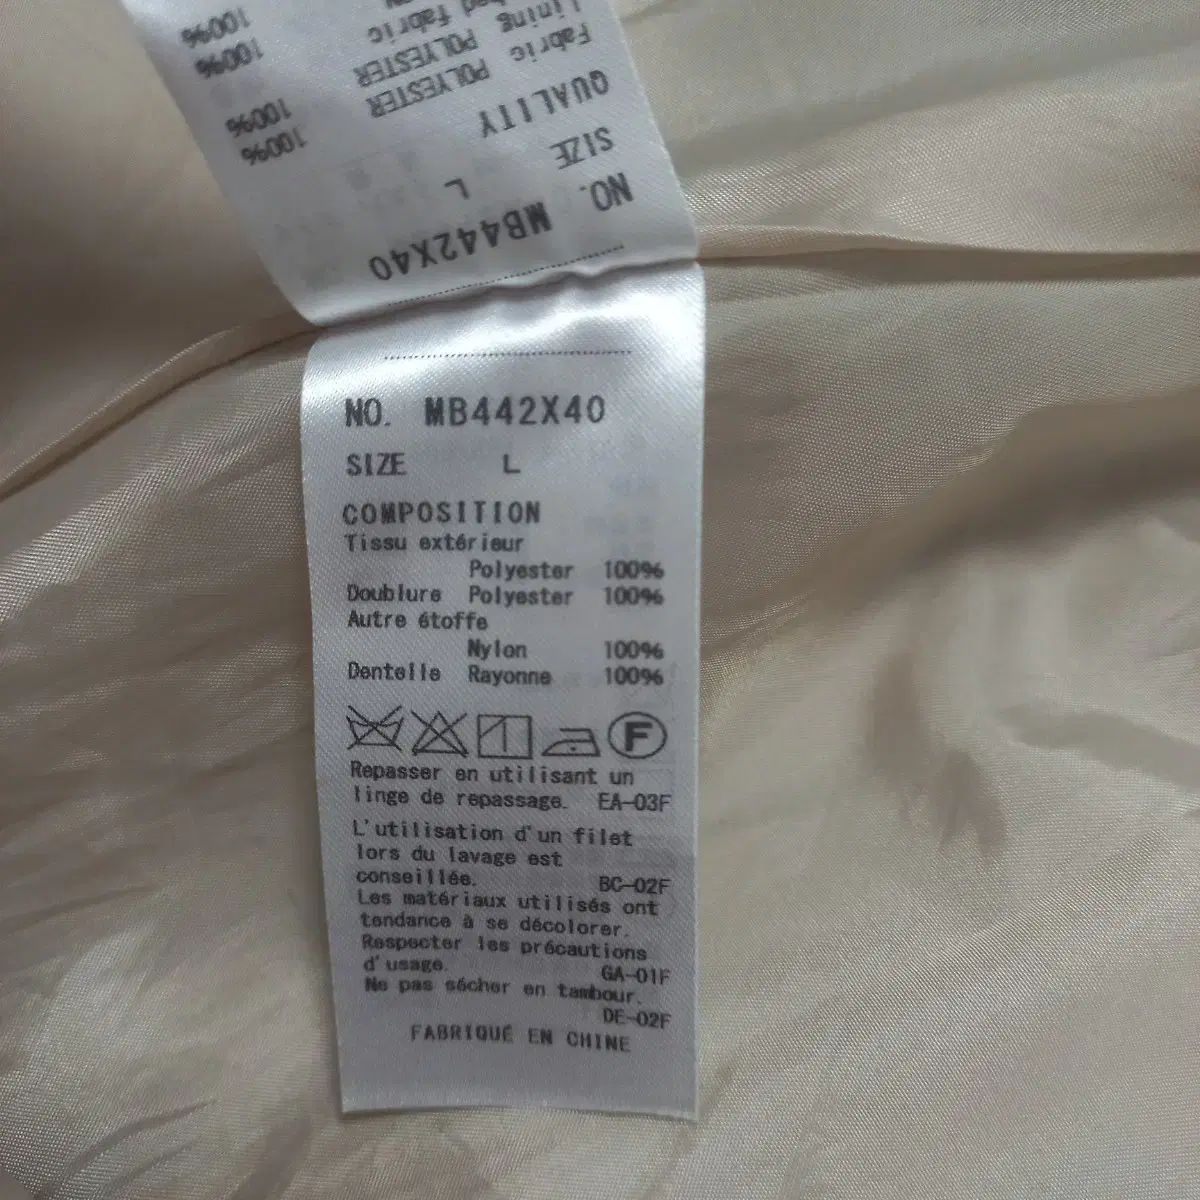 NO. MB442X40
SIZE L
QUALITY
Fabric POLYESTER 100%
Lining POLYESTER 100%
fabric 100%
100%
NO. MB442X40
SIZE L
COMPOSITION
Tissu extérieur
Polyester 100%
Doublure Polyester 100%
Autre étoffe
Nylon 100%
Dentelle Rayonne 100%
F
Repasser en utilisant un
linge de repassage. EA-03F
L'utilisation d'un filet
lors du lavage est
conseillée. BC-02F
Les matériaux utilisés ont
tendance à se décolorer.
Respecter les précautions
d'usage. GA-01F
Ne pas sécher en tambour.
DE-02F
FABRIQUÉ EN CHINE